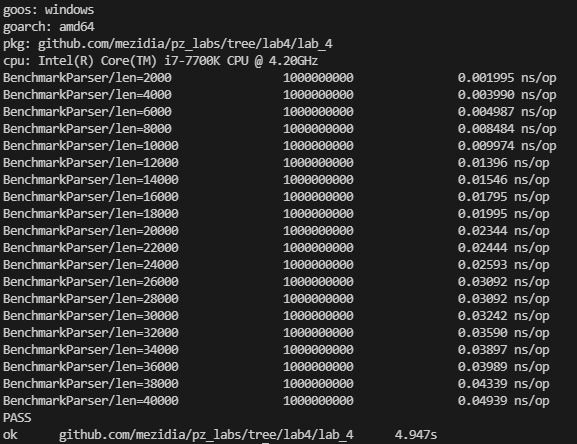 goos: windows
goarch: amd64
pkg: github.com/mezidia/pz_labs/tree/lab4/lab_4
cpu: Intel(R) Core(TM) i7-7700K CPU @ 4.20GHz
BenchmarkParser/len=2000 1000000000 0.001995 ns/op
BenchmarkParser/len=4000 1000000000 0.003990 ns/op
BenchmarkParser/len=6000 1000000000 0.004987 ns/op
BenchmarkParser/len=8000 1000000000 0.008484 ns/op
BenchmarkParser/len=10000 1000000000 0.009974 ns/op
BenchmarkParser/len=12000 1000000000 0.01396 ns/op
BenchmarkParser/len=14000 1000000000 0.01546 ns/op
BenchmarkParser/len=16000 1000000000 0.01795 ns/op
BenchmarkParser/len=18000 1000000000 0.01995 ns/op
BenchmarkParser/len=20000 1000000000 0.02344 ns/op
BenchmarkParser/len=22000 1000000000 0.02444 ns/op
BenchmarkParser/len=24000 1000000000 0.02593 ns/op
BenchmarkParser/len=26000 1000000000 0.03092 ns/op
BenchmarkParser/len=28000 1000000000 0.03092 ns/op
BenchmarkParser/len=30000 1000000000 0.03242 ns/op
BenchmarkParser/len=32000 1000000000 0.03590 ns/op
BenchmarkParser/len=34000 1000000000 0.03897 ns/op
BenchmarkParser/len=36000 1000000000 0.03989 ns/op
BenchmarkParser/len=38000 1000000000 0.04339 ns/op
BenchmarkParser/len=40000 1000000000 0.04939 ns/op
PASS
ok github.com/mezidia/pz_labs/tree/lab4/lab_4 4.947s